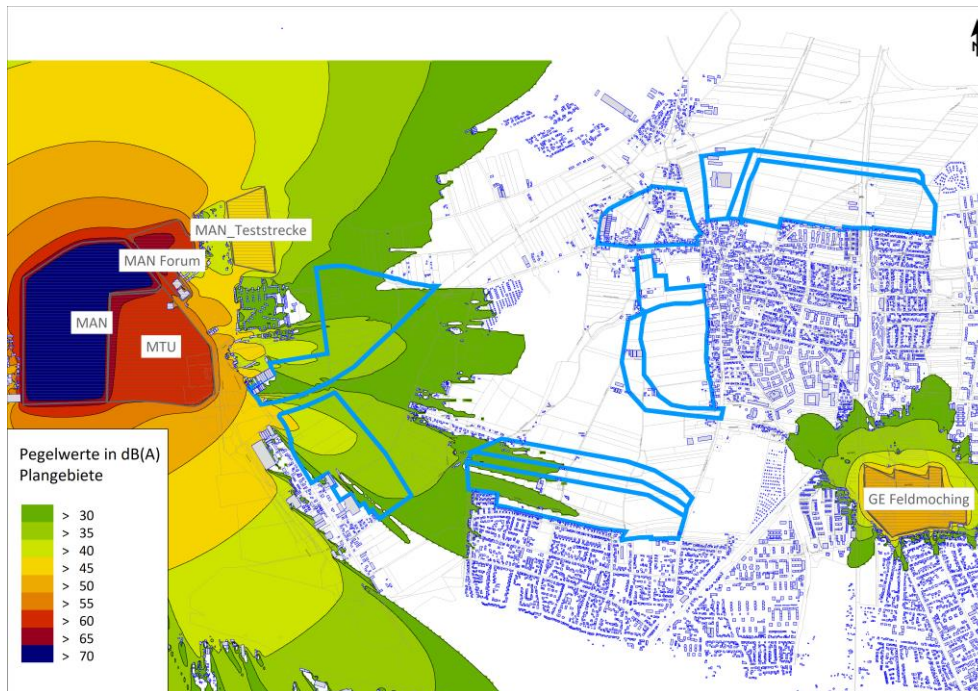 MAN_Teststrecke
MAN Forum
MAN
MTU
GE Feldmoching
Pegelwerte in dB(A)
Plangebiete
> 30
> 35
> 40
> 45
> 50
> 55
> 60
> 65
> 70